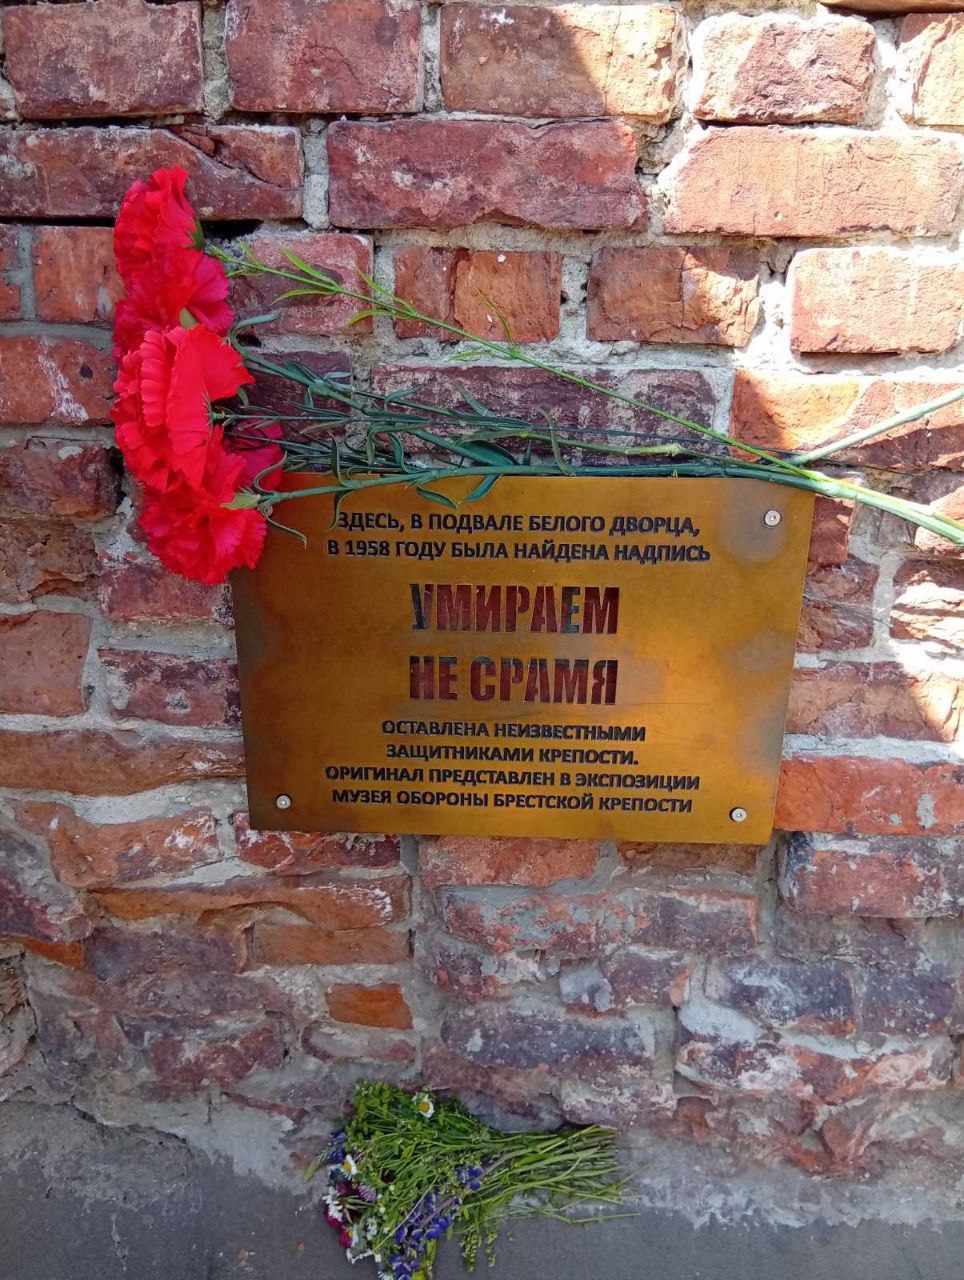 ЗДЕСЬ, В ПОДВАЛЕ БЕЛОГО ДВОРЦА,
В 1958 ГОДУ БЫЛА НАЙДЕНА НАДПИСЬ
УМИРАЕМ
НЕ СРАМЯ
ОСТАВЛЕНА НЕИЗВЕСТНЫМИ
ЗАЩИТНИКАМИ КРЕПОСТИ.
ОРИГИНАЛ ПРЕДСТАВЛЕН В ЭКСПОЗИЦИИ
МУЗЕЯ ОБОРОНЫ БРЕСТСКОЙ КРЕПОСТИ